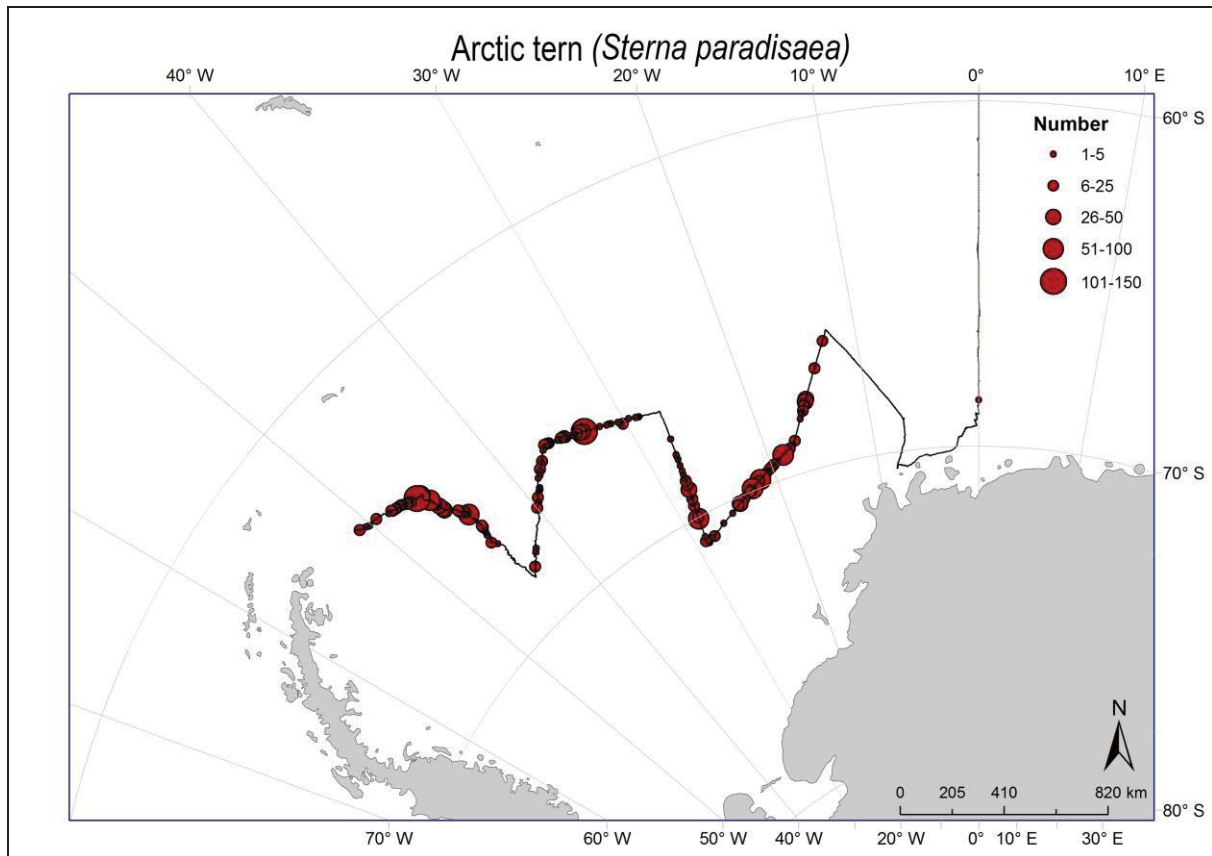 Arctic tern (Sterna paradisaea)
40° W 30° W 20° W 10° W 0° 10° E
60° S
Number
1-5
6-25
26-50
51-100
101-150
70° S
N
0 205 410 820 km
80° S
70° W 60° W 50° W 40° W 20° W 0° 10° E 30° E